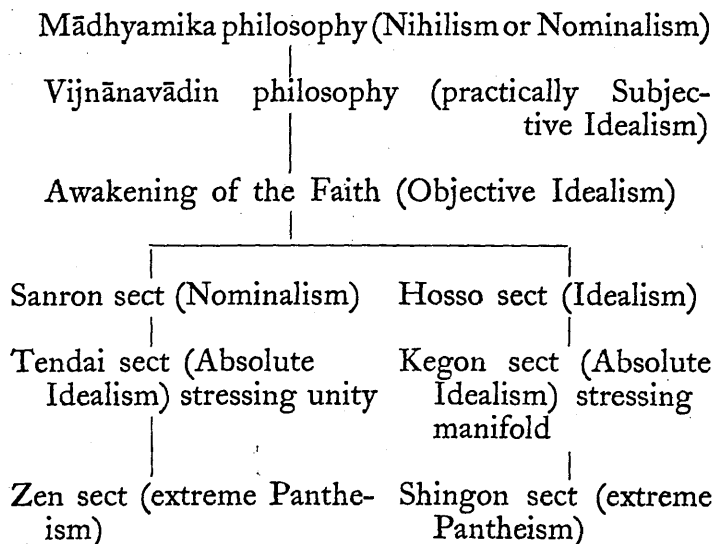 Mādhyamika philosophy (Nihilism or Nominalism)
Vijnānavādin philosophy (practically Subjec-
tive Idealism)
Awakening of the Faith (Objective Idealism)
Sanron sect (Nominalism)
Hosso sect (Idealism)
Tendai sect (Absolute
Idealism) stressing unity
Kegon sect (Absolute
Idealism) stressing
manifold
Zen sect (extreme Panthe-
ism)
Shingon sect (extreme
Pantheism)